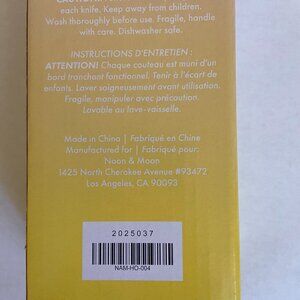 each knife. Keep away from children.
Wash thoroughly before use. Fragile, handle
with care. Dishwasher safe.
INSTRUCTIONS D'ENTRETIEN :
ATTENTION! Chaque couteau est muni d'un
bord tranchant fonctionnel. Tenir à l'écart de
enfants. Laver soigneusement avant utilisation.
Fragile, manipuler avec précaution.
Lavable au lave-vaisselle.
Made in China | Fabriqué en Chine
Manufactured for | Fabriqué pour:
Noon & Moon
1425 North Cherokee Avenue #93472
Los Angeles, CA 90093
2025037
NAM-HO-004